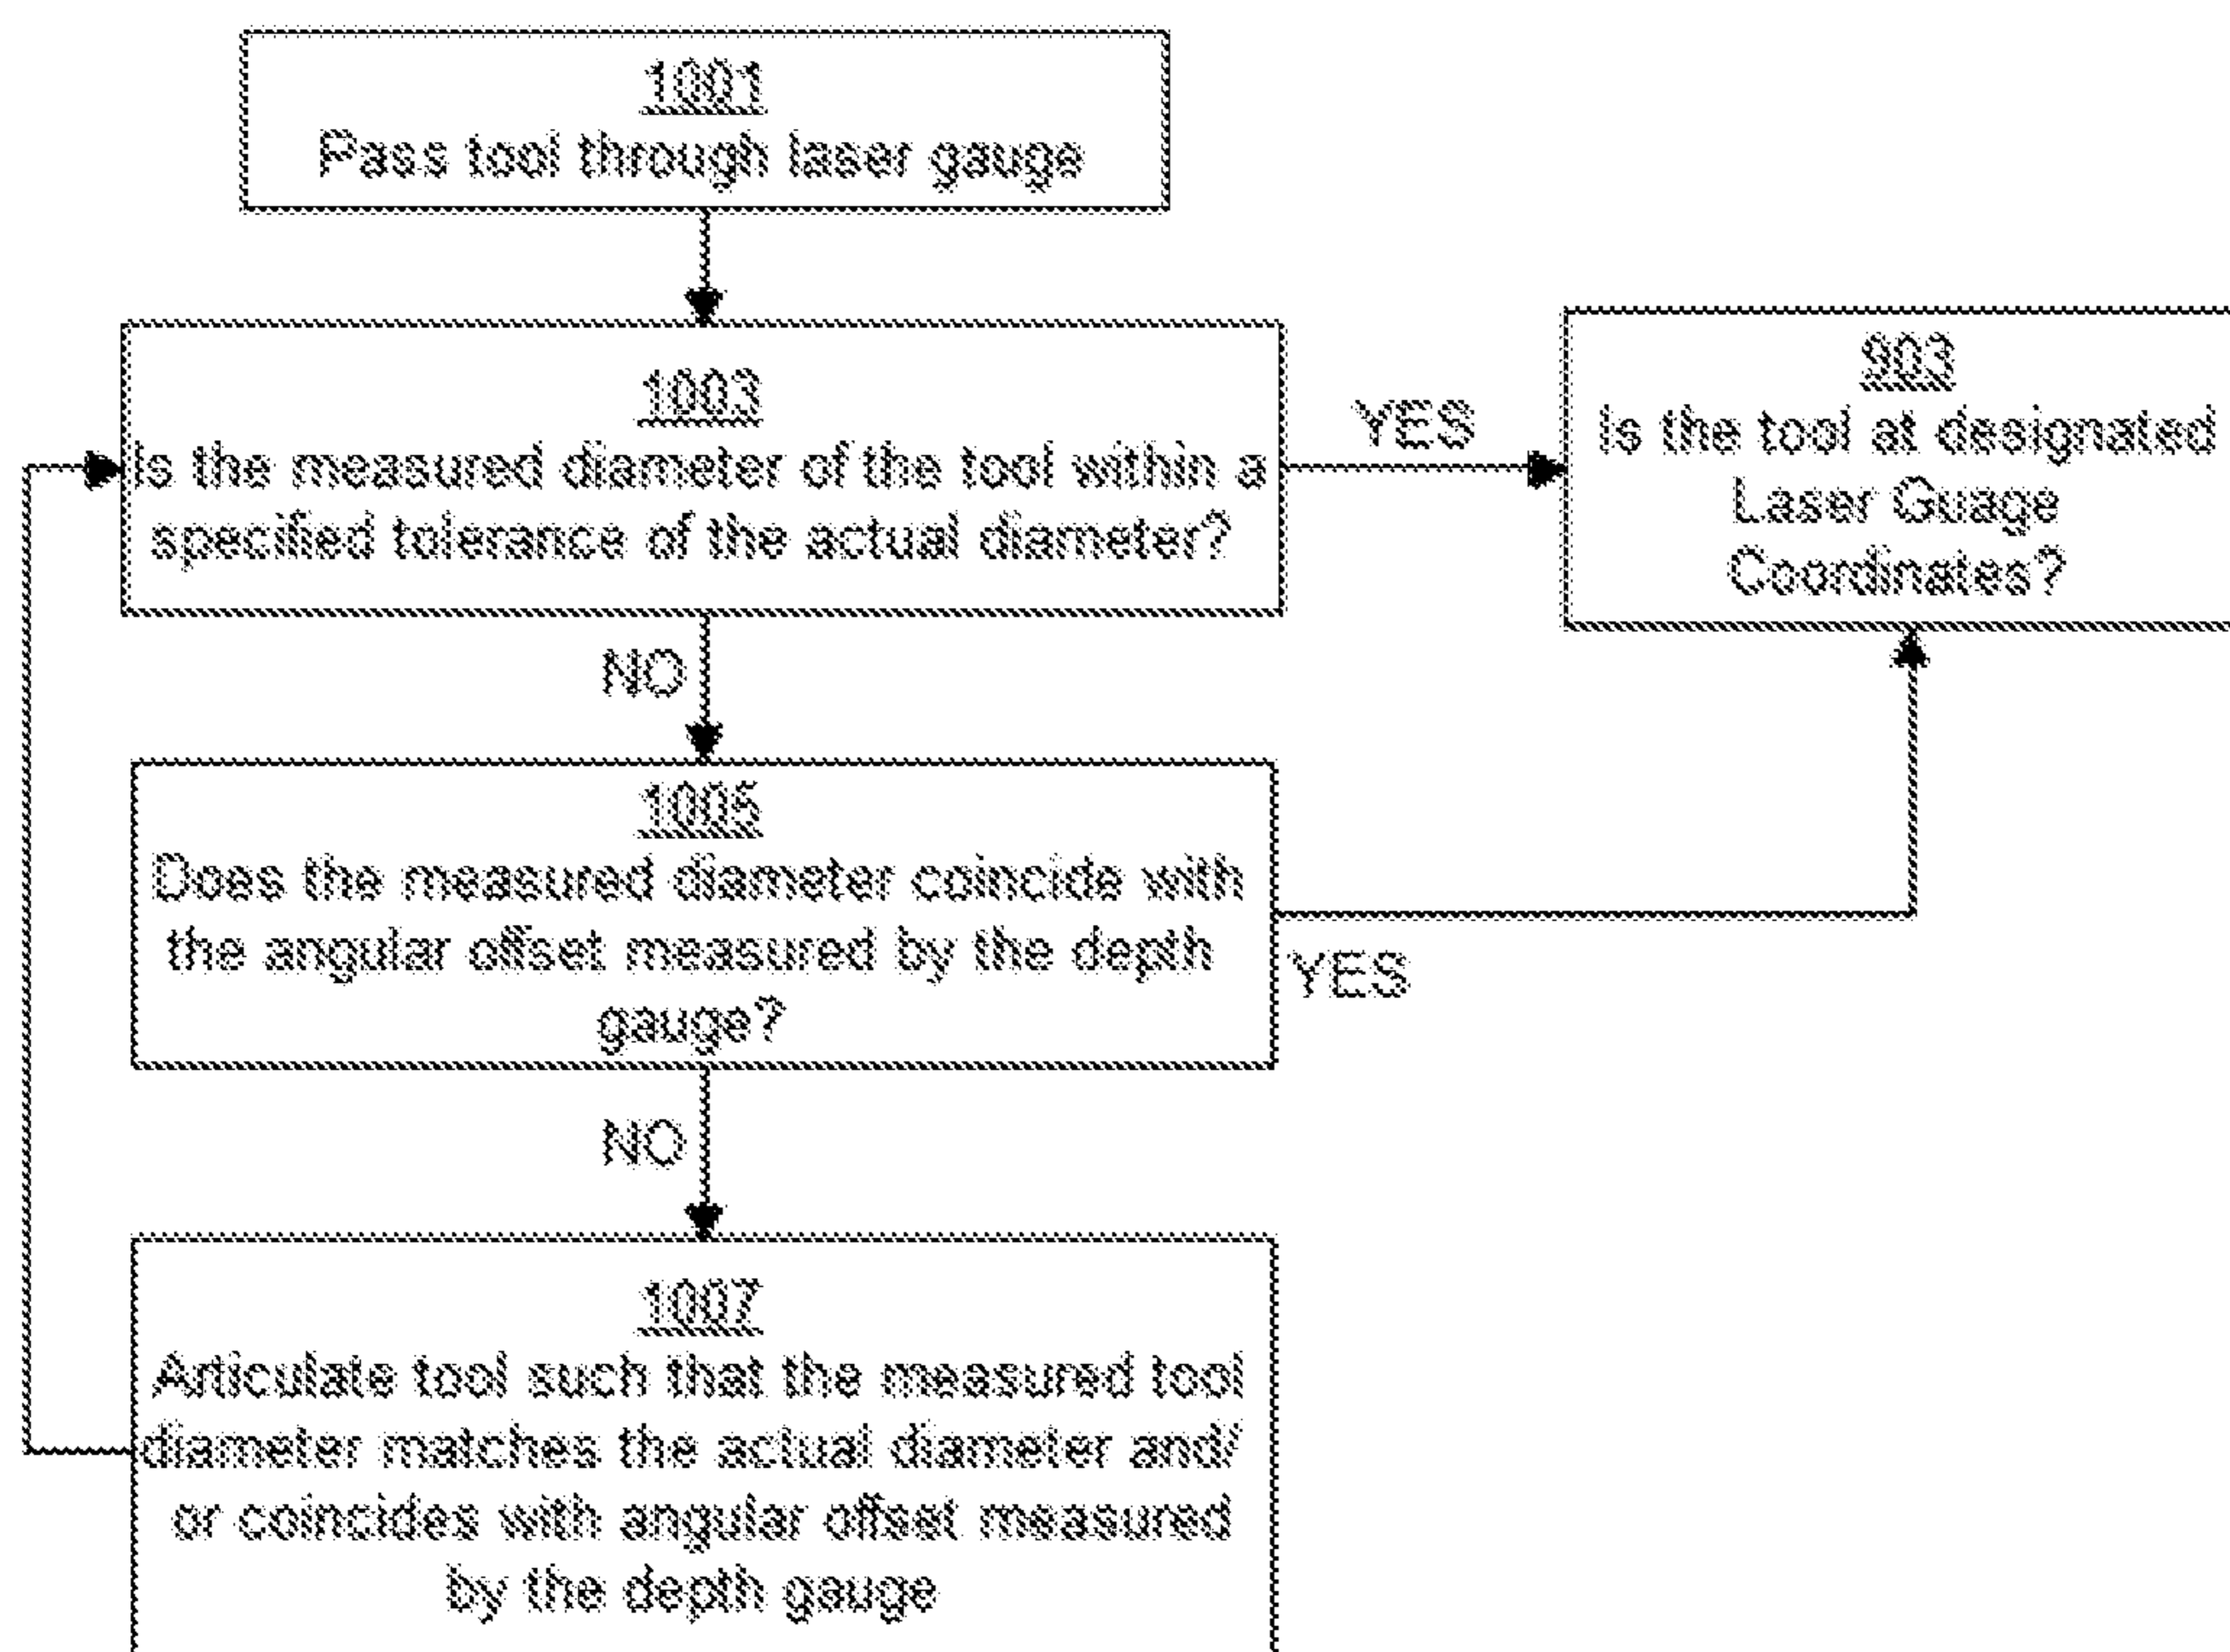 1001
Pass tool through laser gauge
1003
Is the measured diameter of the tool within a
specified tolerance of the actual diameter?
YES
903
Is the tool at designated
Laser Guage
Coordinates?
NO
1005
Does the measured diameter coincide with
the angular offset measured by the depth
gauge?
YES
NO
1007
Articulate tool such that the measured tool
diameter matches the actual diameter and/
or coincides with angular offset measured
by the depth gauge